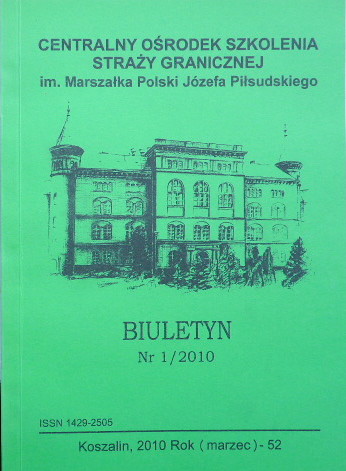 CENTRALNY OŚRODEK SZKOLENIA
STRAŻY GRANICZNEJ
im. Marszałka Polski Józefa Piłsudskiego
BIULETYN
Nr 1/2010
ISSN 1429-2505
Koszalin, 2010 Rok ( marzec ) - 52